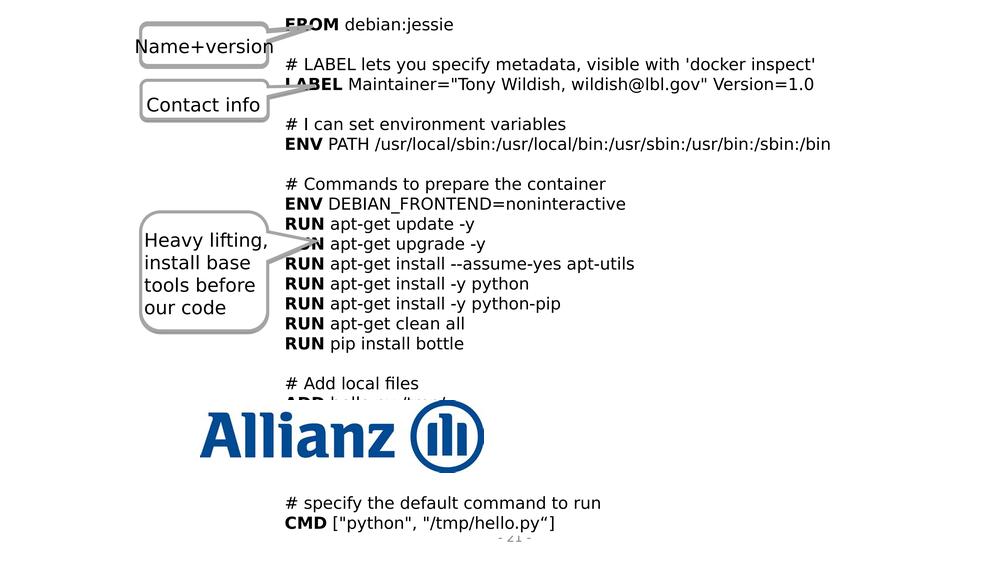 Name+version
FROM debian:jessie
# LABEL lets you specify metadata, visible with 'docker inspect'
Contact info
LABEL Maintainer="Tony Wildish, wildish@lbl.gov" Version=1.0
# I can set environment variables
ENV PATH /usr/local/sbin:/usr/local/bin:/usr/sbin:/usr/bin:/sbin:/bin
# Commands to prepare the container
ENV DEBIAN_FRONTEND=noninteractive
RUN apt-get update -y
Heavy lifting,
install base
tools before
our code
RUN apt-get upgrade -y
RUN apt-get install --assume-yes apt-utils
RUN apt-get install -y python
RUN apt-get install -y python-pip
RUN apt-get clean all
RUN pip install bottle
# Add local files
Allianz
# specify the default command to run
CMD ["python", "/tmp/hello.py“]
- 21 -